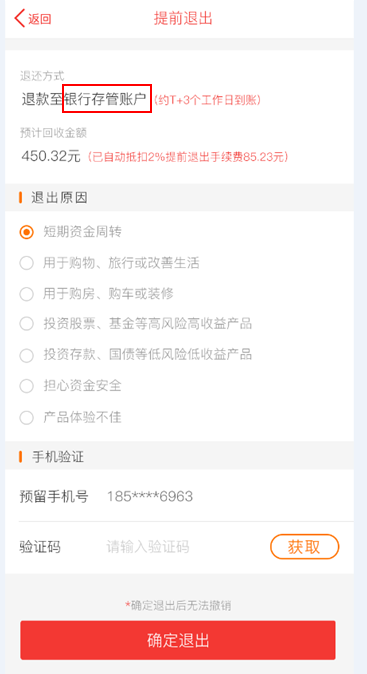 返回
提前退出
退还方式
退款至银行存管账户（约T+3个工作日到账）
预计回收金额
450.32元（已自动抵扣2%提前退出手续费85.23元）
退出原因
短期资金周转
用于购物、旅行或改善生活
用于购房、购车或装修
投资股票、基金等高风险高收益产品
投资存款、国债等低风险低收益产品
担心资金安全
产品体验不佳
手机验证
预留手机号 185****6963
验证码 请输入验证码 获取
*确定退出后无法撤销
确定退出